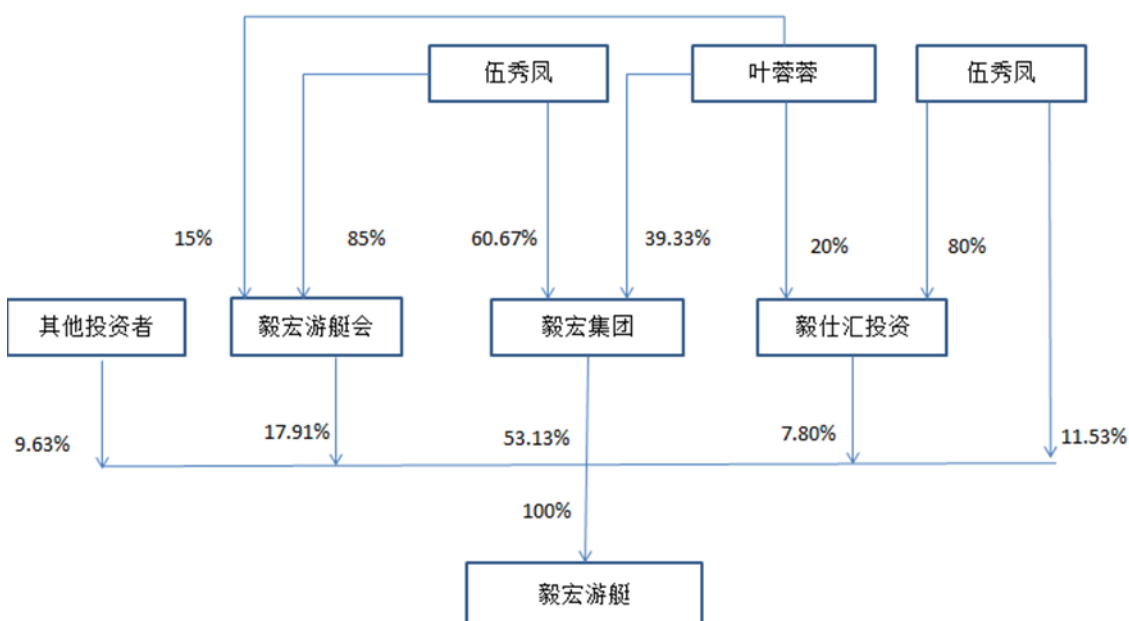 伍秀凤
叶蓉蓉
伍秀凤
15%
85%
60.67%
39.33%
20%
80%
其他投资者
毅宏游艇会
毅宏集团
毅仕汇投资
9.63%
17.91%
53.13%
7.80%
11.53%
100%
毅宏游艇